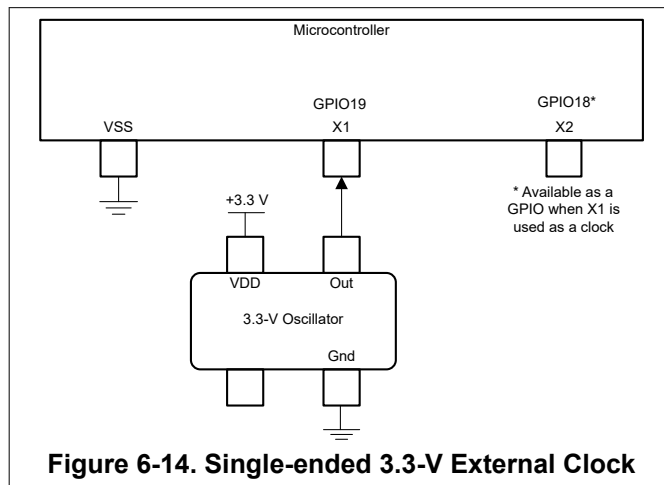 Microcontroller
GPIO19
GPIO18*
VSS
X1
X2
* Available as a
GPIO when X1 is
used as a clock
+3.3 V
VDD
Out
3.3-V Oscillator
Gnd
Figure 6-14. Single-ended 3.3-V External Clock